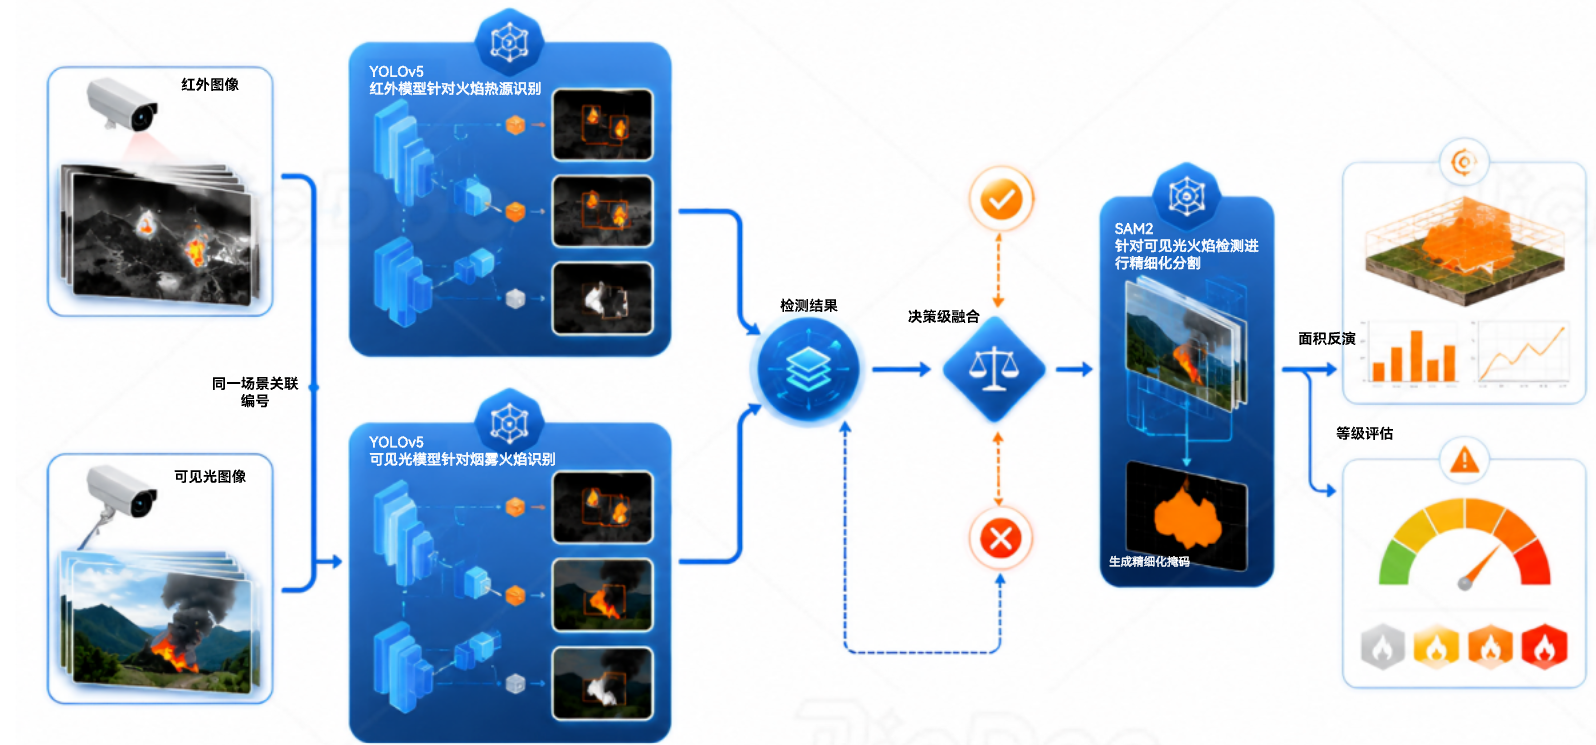 红外图像
YOLOv5
红外模型针对火焰热源识别
同一场景关联
编号
可见光图像
YOLOv5
可见光模型针对烟雾火焰识别
检测结果
决策级融合
SAM2
针对可见光火焰检测进
行精细化分割
生成精细化掩码
面积反演
等级评估